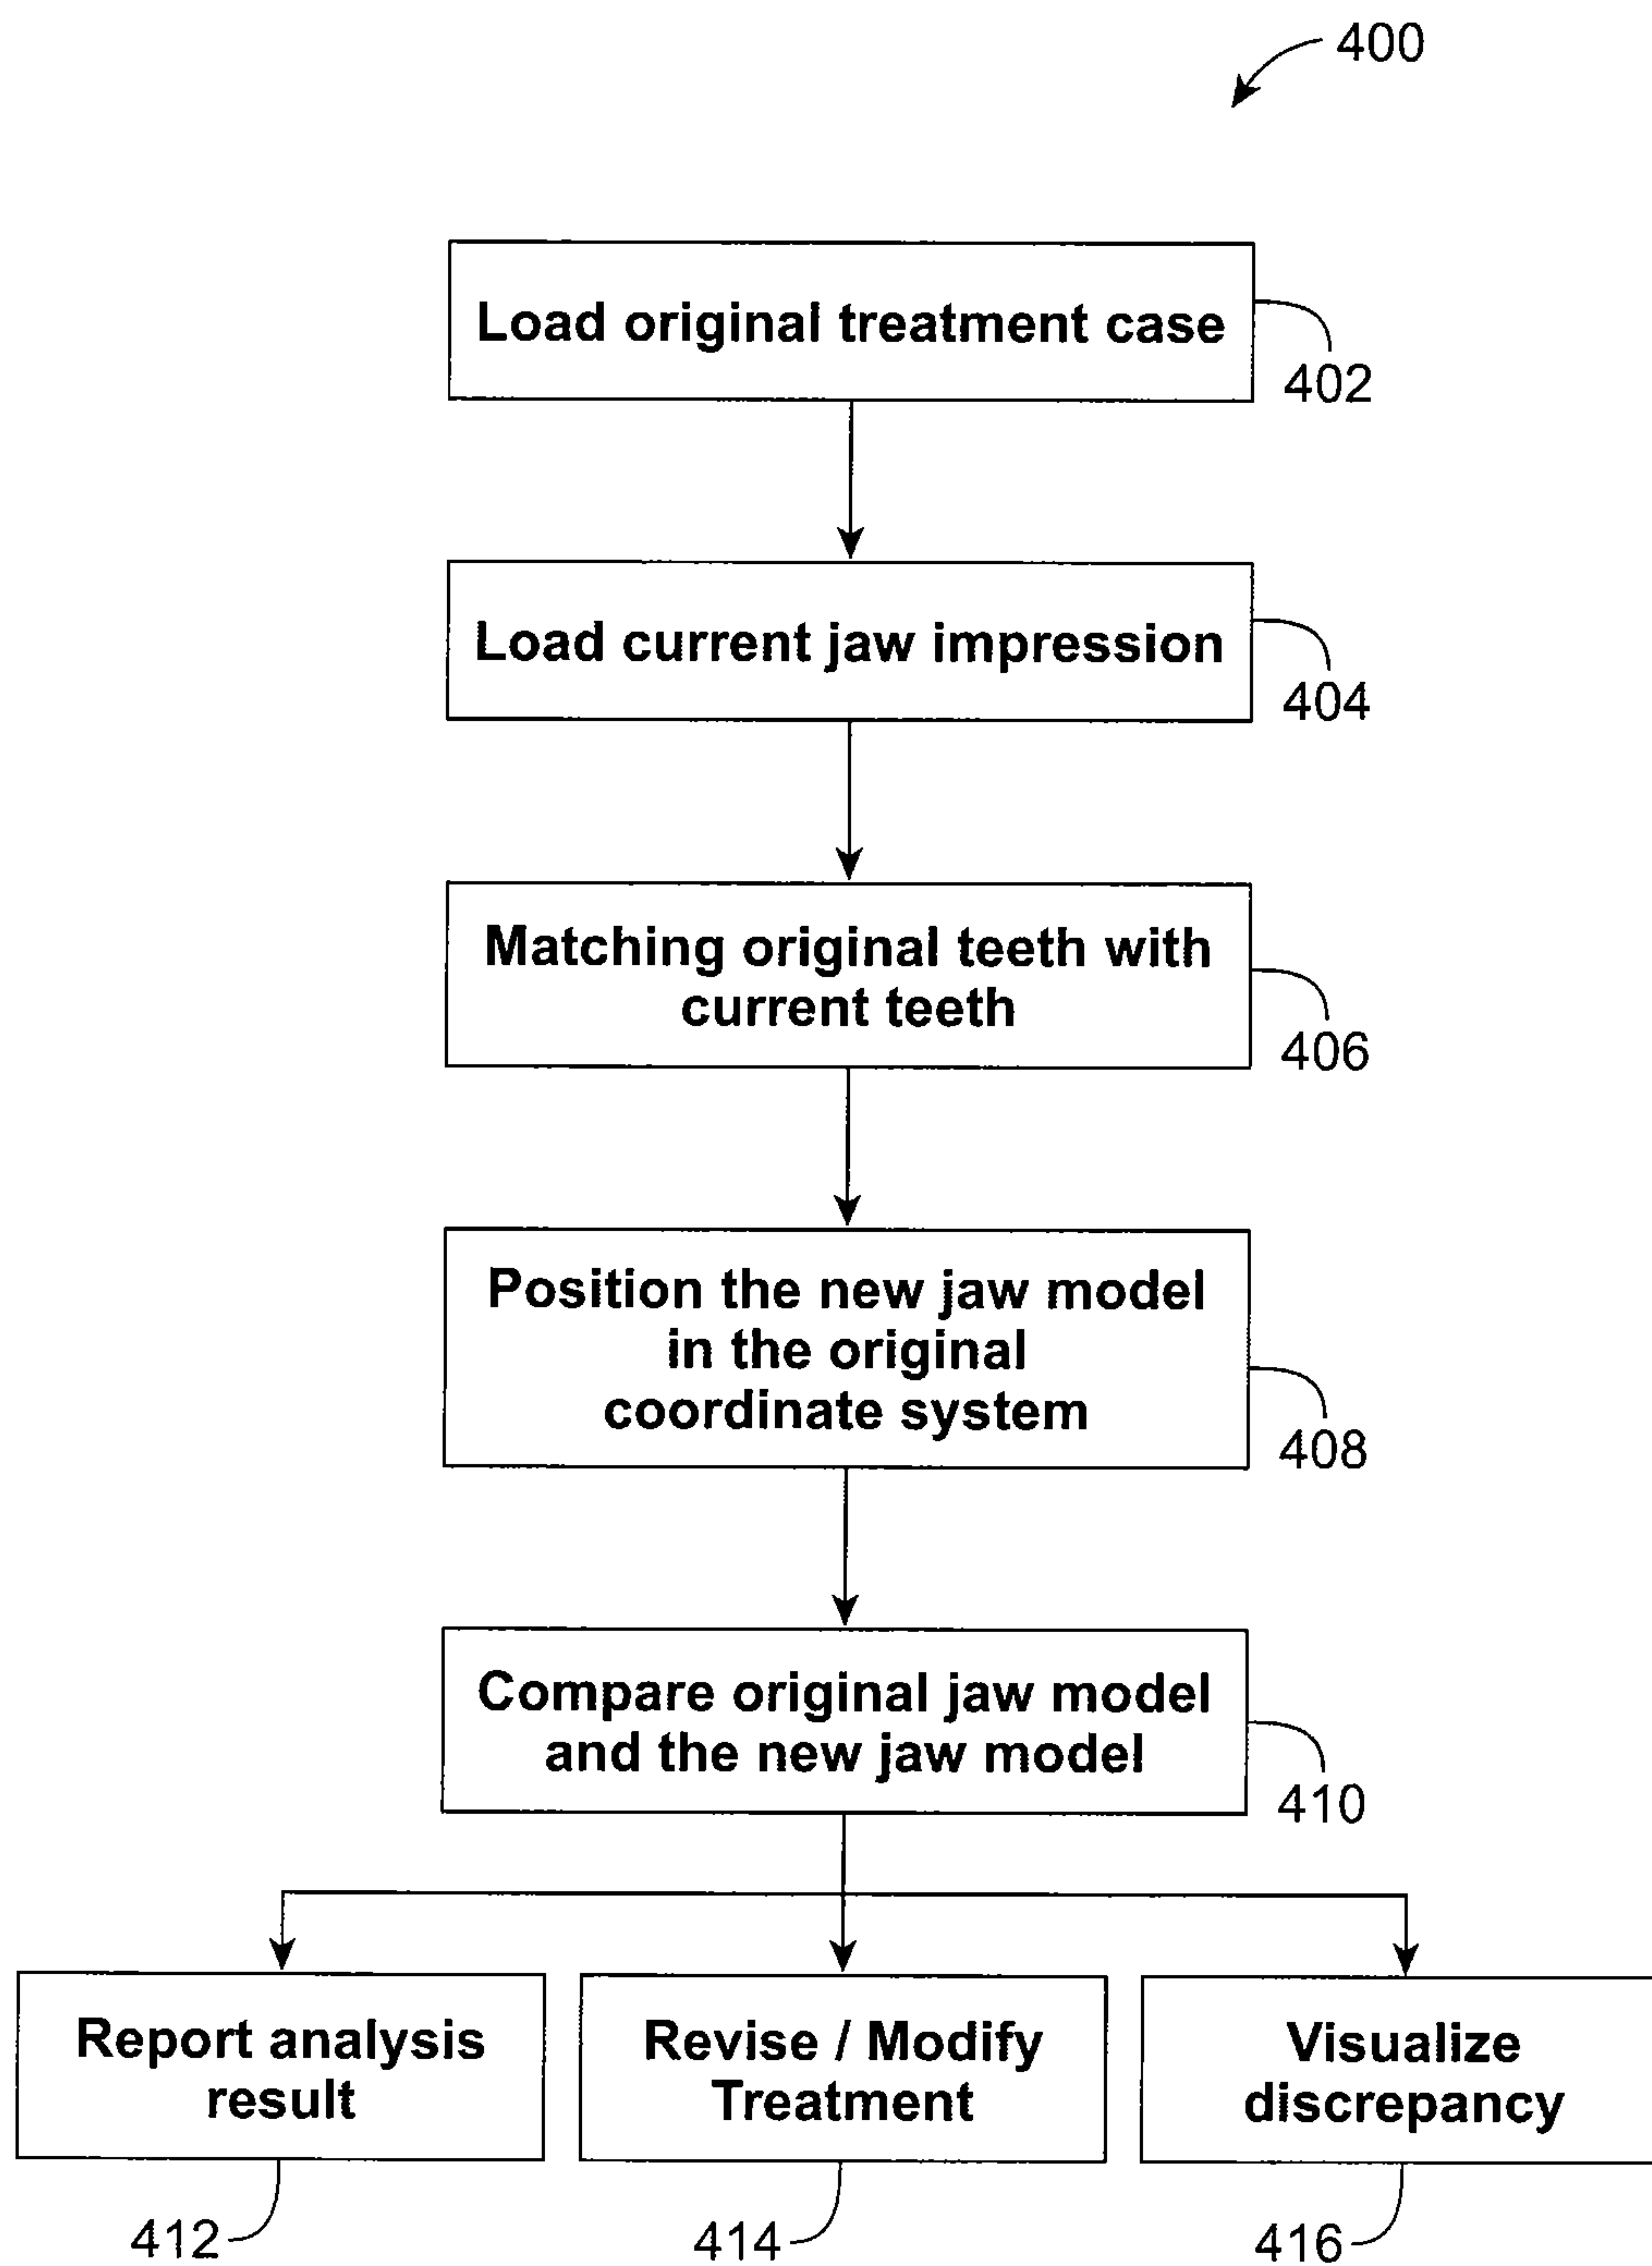 400
Load original treatment case
402
Load current jaw impression
404
Matching original teeth with
current teeth
406
Position the new jaw model
in the original
coordinate system
408
Compare original jaw model
and the new jaw model
410
Report analysis
result
412
Revise / Modify
Treatment
414
Visualize
discrepancy
416